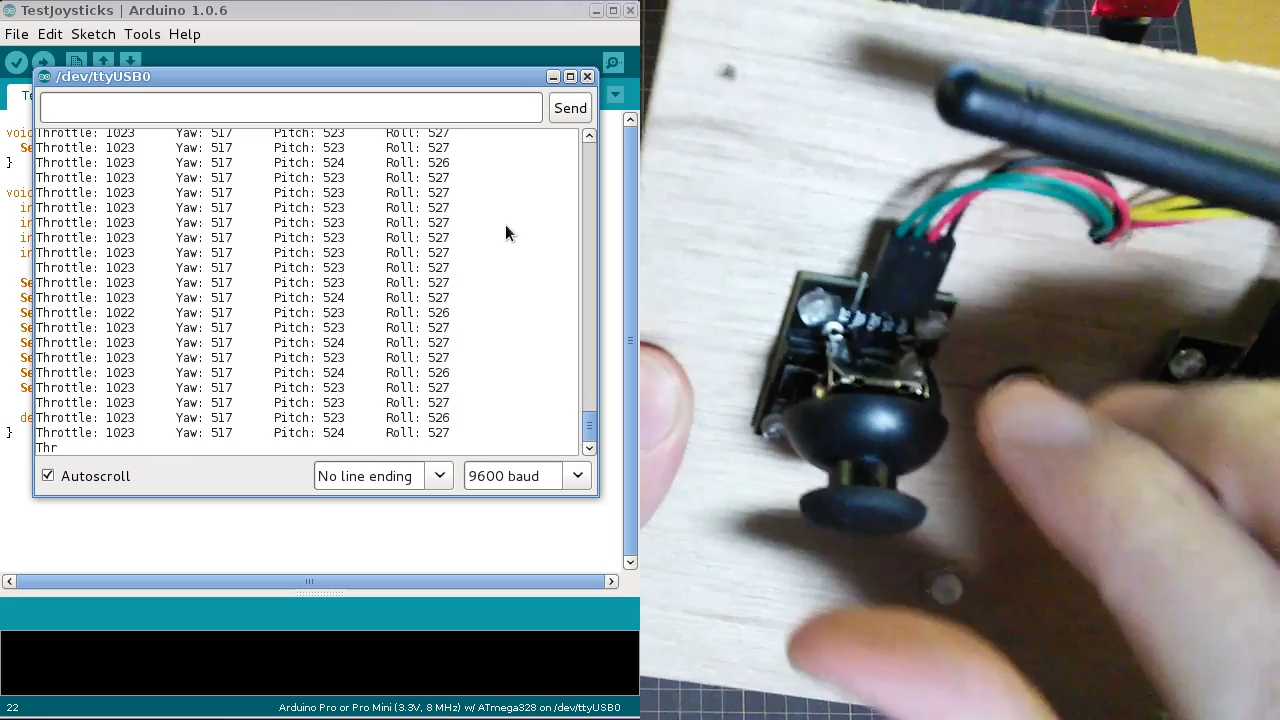 TestJoysticks | Arduino 1.0.6
File Edit Sketch Tools Help
/dev/ttyUSB0
Send
Throttle: 1023 Yaw: 517 Pitch: 523 Roll: 527
Throttle: 1023 Yaw: 517 Pitch: 523 Roll: 527
Throttle: 1023 Yaw: 517 Pitch: 524 Roll: 526
Throttle: 1023 Yaw: 517 Pitch: 523 Roll: 527
Throttle: 1023 Yaw: 517 Pitch: 523 Roll: 527
Throttle: 1023 Yaw: 517 Pitch: 523 Roll: 527
Throttle: 1023 Yaw: 517 Pitch: 523 Roll: 527
Throttle: 1023 Yaw: 517 Pitch: 523 Roll: 527
Throttle: 1023 Yaw: 517 Pitch: 523 Roll: 527
Throttle: 1023 Yaw: 517 Pitch: 523 Roll: 527
Throttle: 1023 Yaw: 517 Pitch: 523 Roll: 527
Throttle: 1023 Yaw: 517 Pitch: 524 Roll: 526
Throttle: 1022 Yaw: 517 Pitch: 523 Roll: 526
Throttle: 1023 Yaw: 517 Pitch: 523 Roll: 527
Throttle: 1023 Yaw: 517 Pitch: 524 Roll: 526
Throttle: 1023 Yaw: 517 Pitch: 523 Roll: 527
Throttle: 1023 Yaw: 517 Pitch: 524 Roll: 526
Throttle: 1023 Yaw: 517 Pitch: 523 Roll: 527
Throttle: 1023 Yaw: 517 Pitch: 523 Roll: 527
Throttle: 1023 Yaw: 517 Pitch: 523 Roll: 526
Throttle: 1023 Yaw: 517 Pitch: 524 Roll: 527
Thr
Autoscroll No line ending 9600 baud
22 Arduino Pro or Pro Mini (3.3V, 8 MHz) w/ ATmega328 on /dev/ttyUSB0